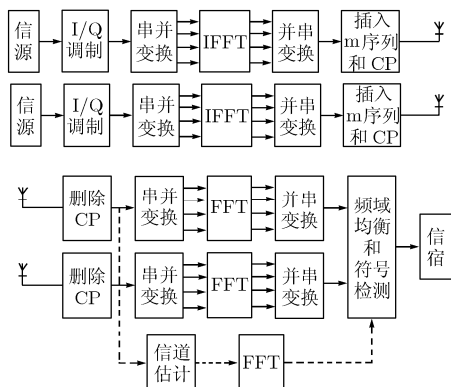 信源
I/Q
调制
串并
变换
IFFT
并串
变换
插入
m序列
和 CP
信源
I/Q
调制
串并
变换
IFFT
并串
变换
插入
m序列
和 CP
删除
CP
串并
变换
FFT
并串
变换
频域
均衡
和
符号
检测
信宿
删除
CP
串并
变换
FFT
并串
变换
信道
估计
FFT